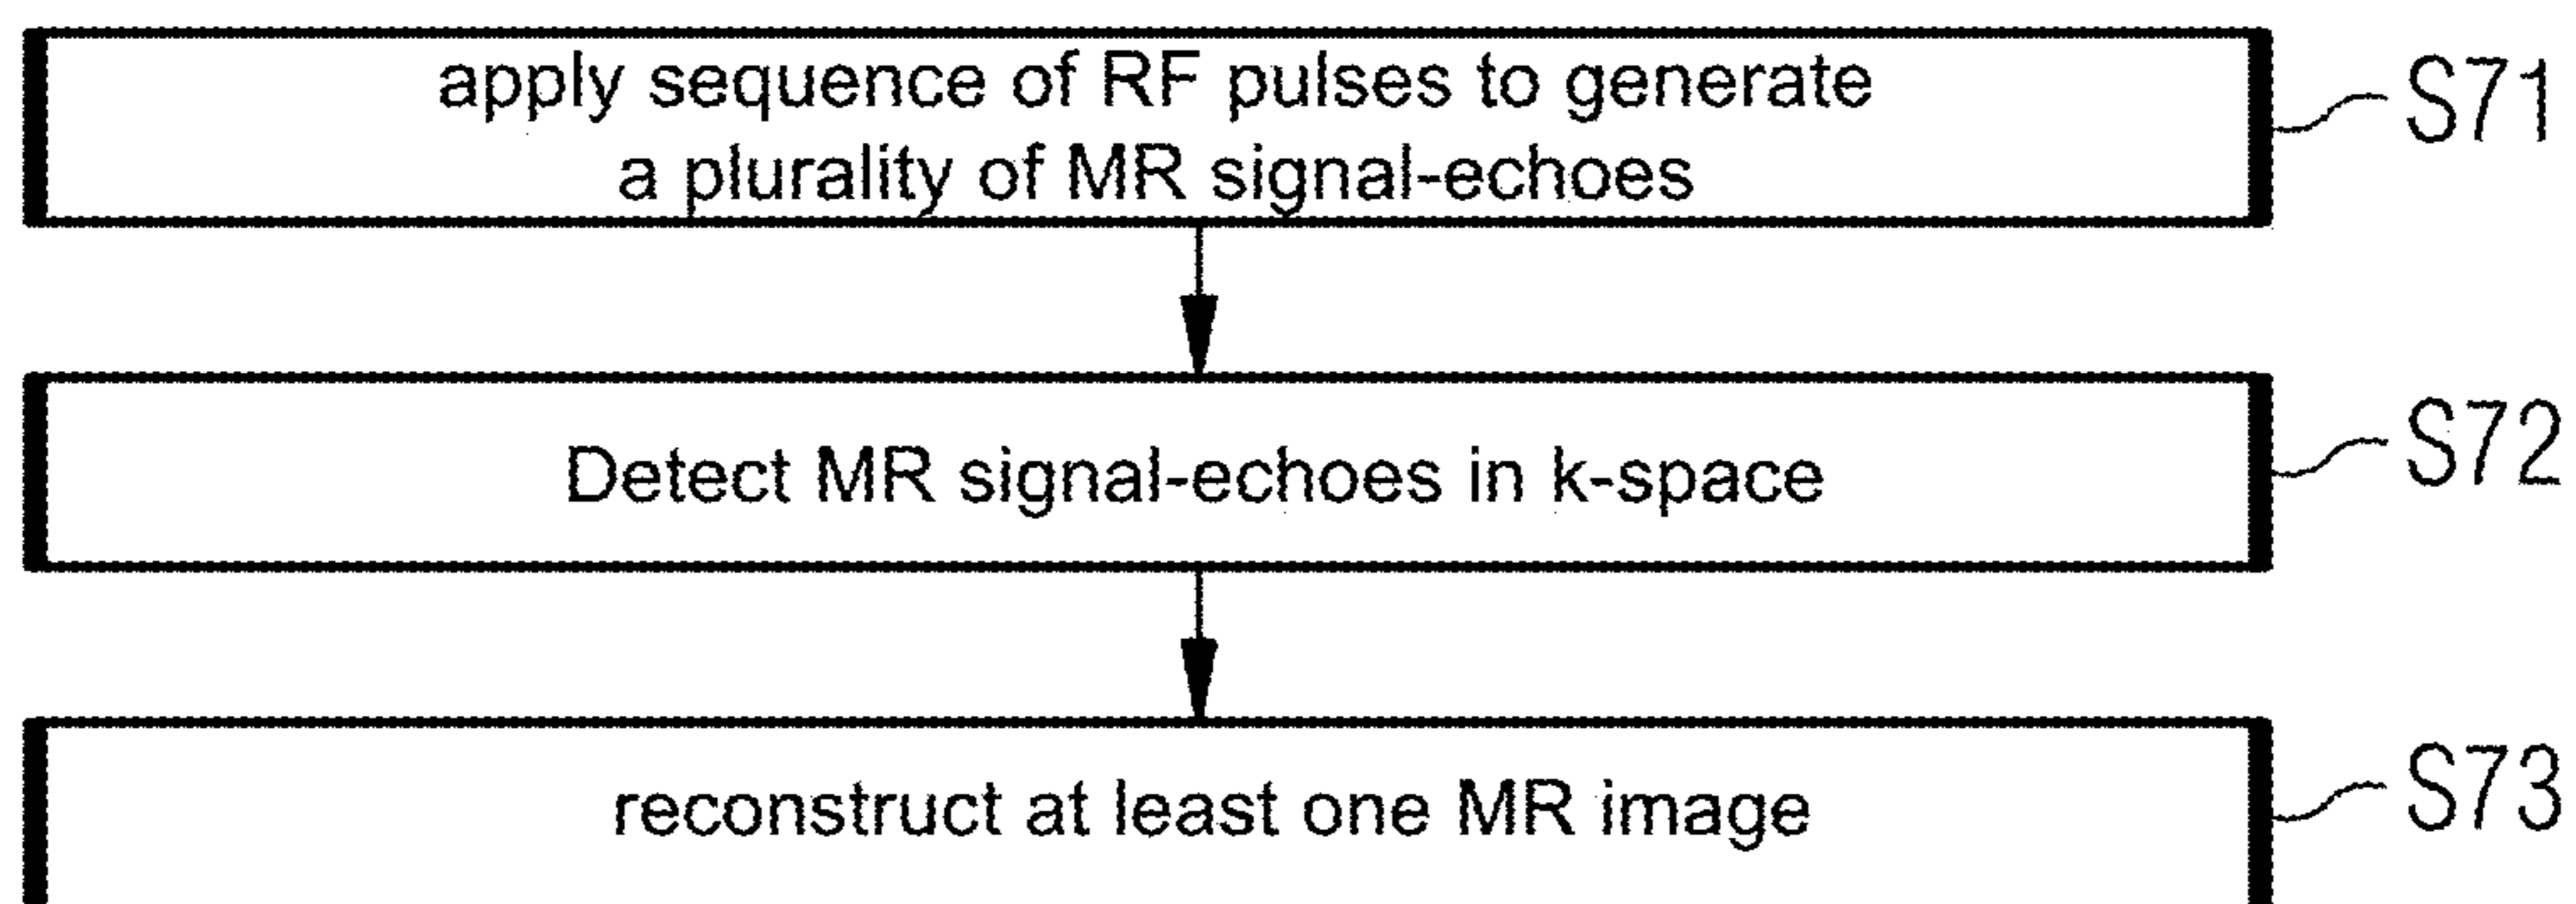 apply sequence of RF pulses to generate
a plurality of MR signal-echoes
S71
Detect MR signal-echoes in k-space
S72
reconstruct at least one MR image
S73